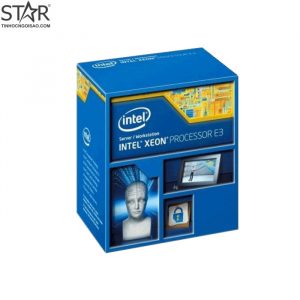 STAR
TINHOCNGOISAO.COM
intel
Server / Workstation
INTEL® XEON® PROCESSOR E3